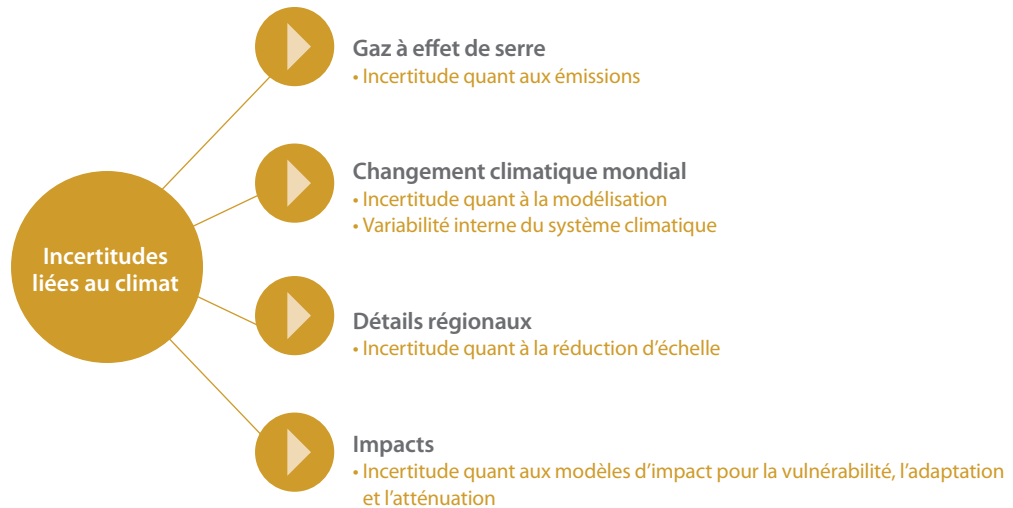 Gaz à effet de serre
• Incertitude quant aux émissions
Changement climatique mondial
• Incertitude quant à la modélisation
• Variabilité interne du système climatique
Incertitudes
liées au climat
Détails régionaux
• Incertitude quant à la réduction d’échelle
Impacts
• Incertitude quant aux modèles d’impact pour la vulnérabilité, l’adaptation
et l’atténuation